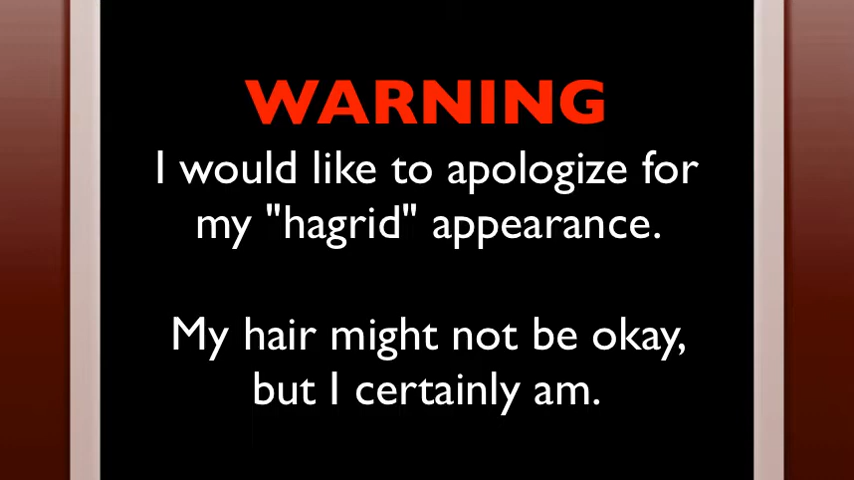 WARNING
I would like to apologize for
my "hagrid" appearance.
My hair might not be okay,
but I certainly am.